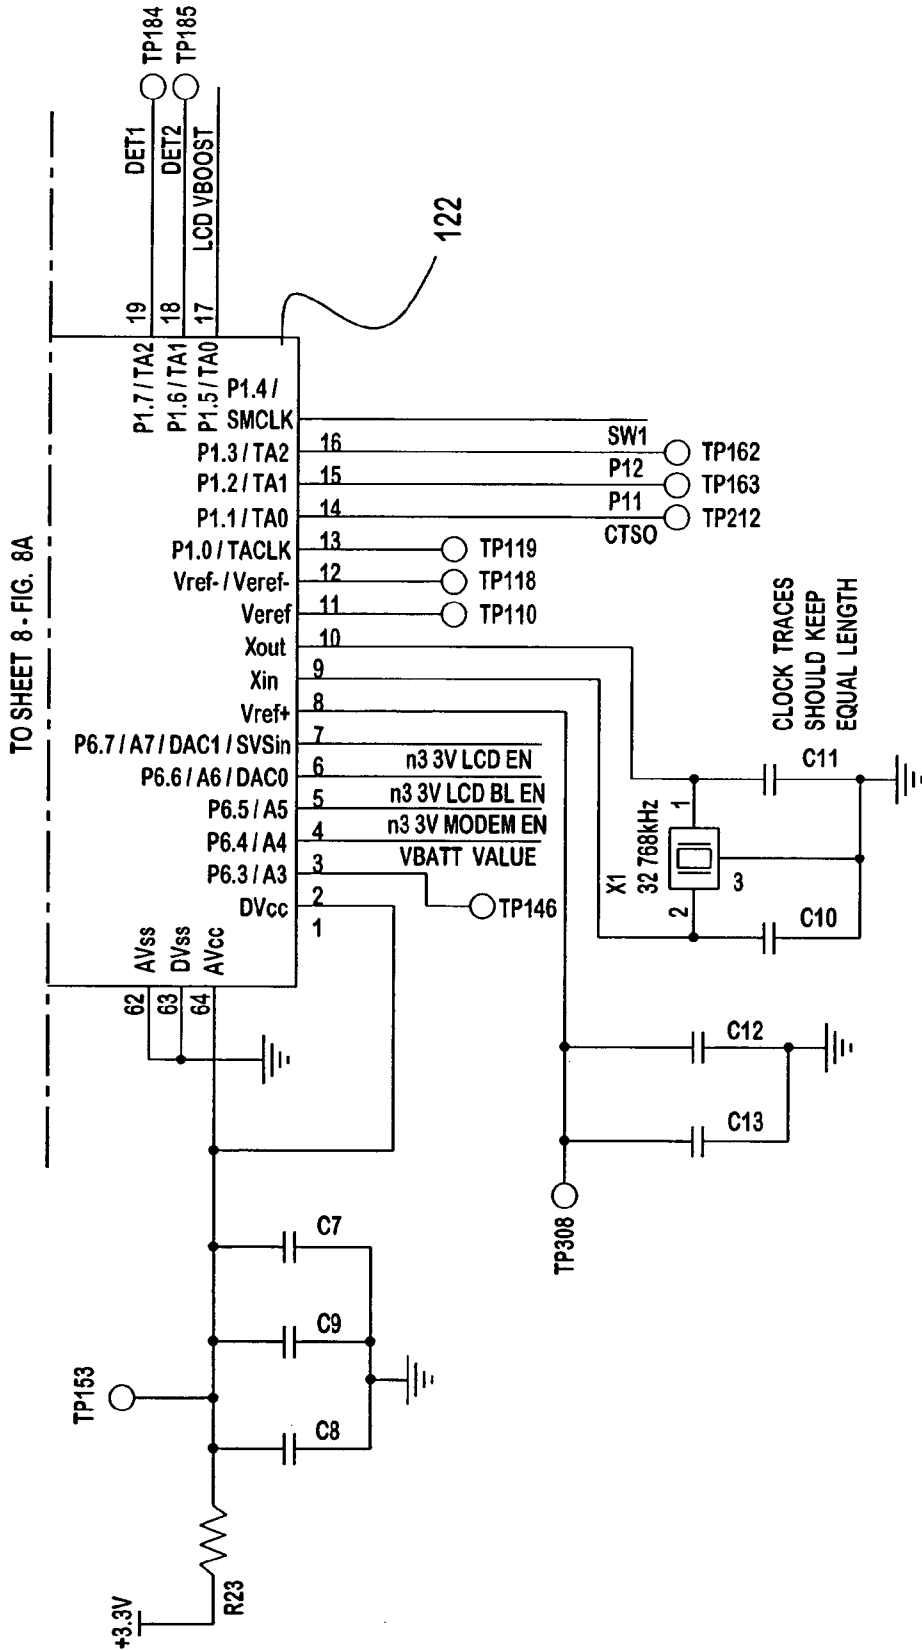 TO SHEET 8 - FIG. 8A
DET1
TP184
DET2
TP185
LCD VBOOST
19
18
17
P1.7 / TA2
P1.6 / TA1
P1.5 / TA0
122
P1.4 /
SMCLK
P1.3 / TA2
16
SW1
TP162
P1.2 / TA1
15
P12
TP163
P1.1 / TA0
14
P11
TP212
CTSO
P1.0 / TACLK
13
TP119
Vref- / Veref-
12
TP118
Veref
11
TP110
Xout
10
Xin
9
Vref+
8
P6.7 / A7 / DAC1 / SVSin
7
n3 3V LCD EN
P6.6 / A6 / DAC0
6
n3 3V LCD BL EN
P6.5 / A5
5
n3 3V MODEM EN
P6.4 / A4
4
VBATT VALUE
P6.3 / A3
3
TP146
DVcc
2
1
AVss
DVss
AVcc
62
63
64
CLOCK TRACES
SHOULD KEEP
EQUAL LENGTH
C11
X1
32 768kHz
1
2
3
C10
C12
C13
TP308
C7
C9
C8
TP153
R23
+3.3V